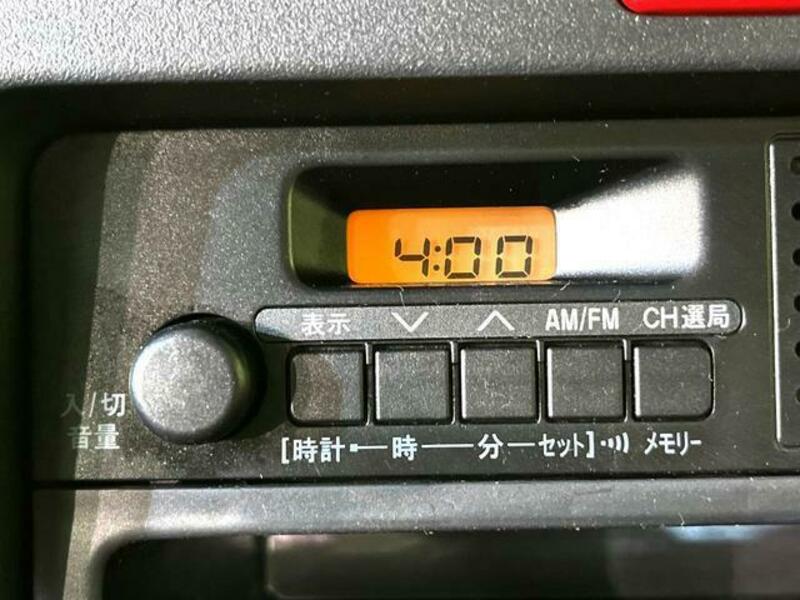 4:00
表示 AM/FM CH選局
入/切
音量
[時計 時 分 セット] メモリー